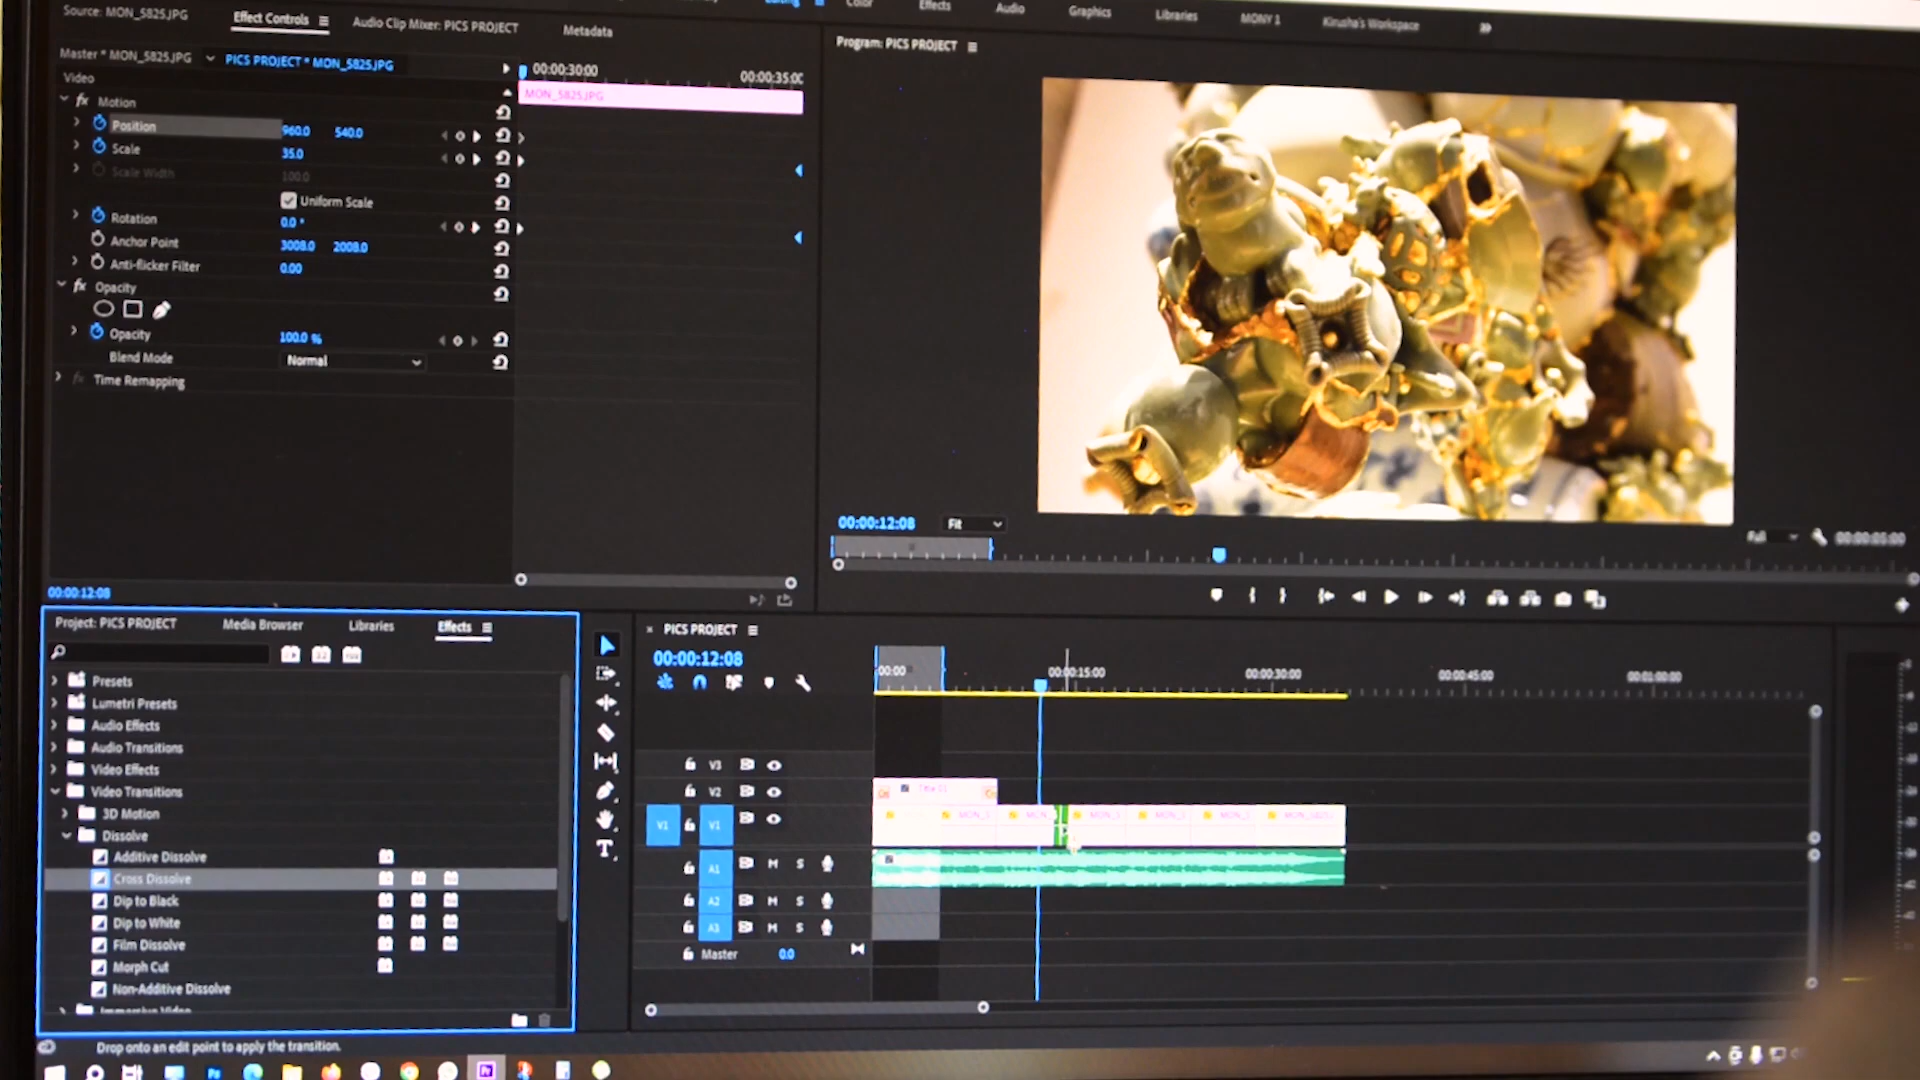 Source: MON_5825.JPG
Effect Controls
Audio Clip Mixer: PICS PROJECT
Metadata
Editing
Color
Effects
Audio
Graphics
Libraries
MONY 1
Kirusha's Workspace
Master * MON_5825.JPG
PICS PROJECT * MON_5825.JPG
00:00:30:00
00:00:35:00
Program: PICS PROJECT
Video
MON_5825.JPG
fx Motion
Position 960.0 540.0
Scale 35.0
Scale Width 100.0
Uniform Scale
Rotation 0.0 °
Anchor Point 3008.0 2008.0
Anti-flicker Filter 0.00
fx Opacity
Opacity 100.0 %
Blend Mode Normal
fx Time Remapping
00:00:12:08
Fit
Full
00:00:05:00
00:00:12:08
Project: PICS PROJECT
Media Browser
Libraries
Effects
Presets
Lumetri Presets
Audio Effects
Audio Transitions
Video Effects
Video Transitions
3D Motion
Dissolve
Additive Dissolve
Cross Dissolve
Dip to Black
Dip to White
Film Dissolve
Morph Cut
Non-Additive Dissolve
Immersive Video
× PICS PROJECT
00:00:12:08
00:00
00:00:15:00
00:00:30:00
00:00:45:00
00:01:00:00
V3
V2
Title 01
V1 V1
A1 M S
A2 M S
A3 M S
Master 0.0
Drop onto an edit point to apply the transition.
Ps
Pr